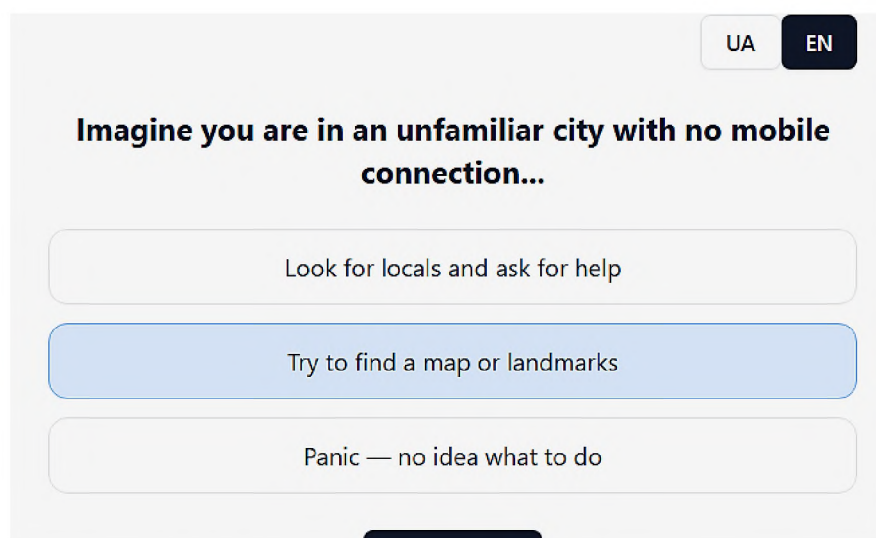 UA EN
Imagine you are in an unfamiliar city with no mobile
connection...
Look for locals and ask for help
Try to find a map or landmarks
Panic — no idea what to do